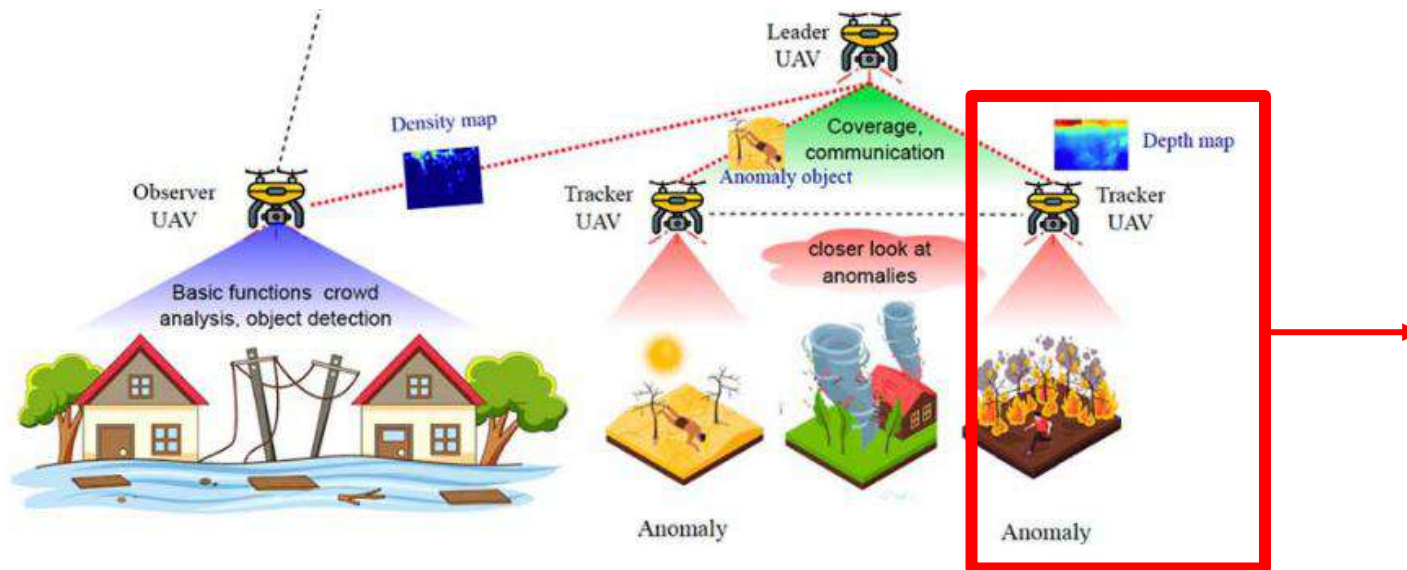 Leader
UAV
Density map
Coverage,
communication
Depth map
Anomaly object
Observer
UAV
Tracker
UAV
Tracker
UAV
closer look at
anomalies
Basic functions crowd
analysis, object detection
Anomaly
Anomaly